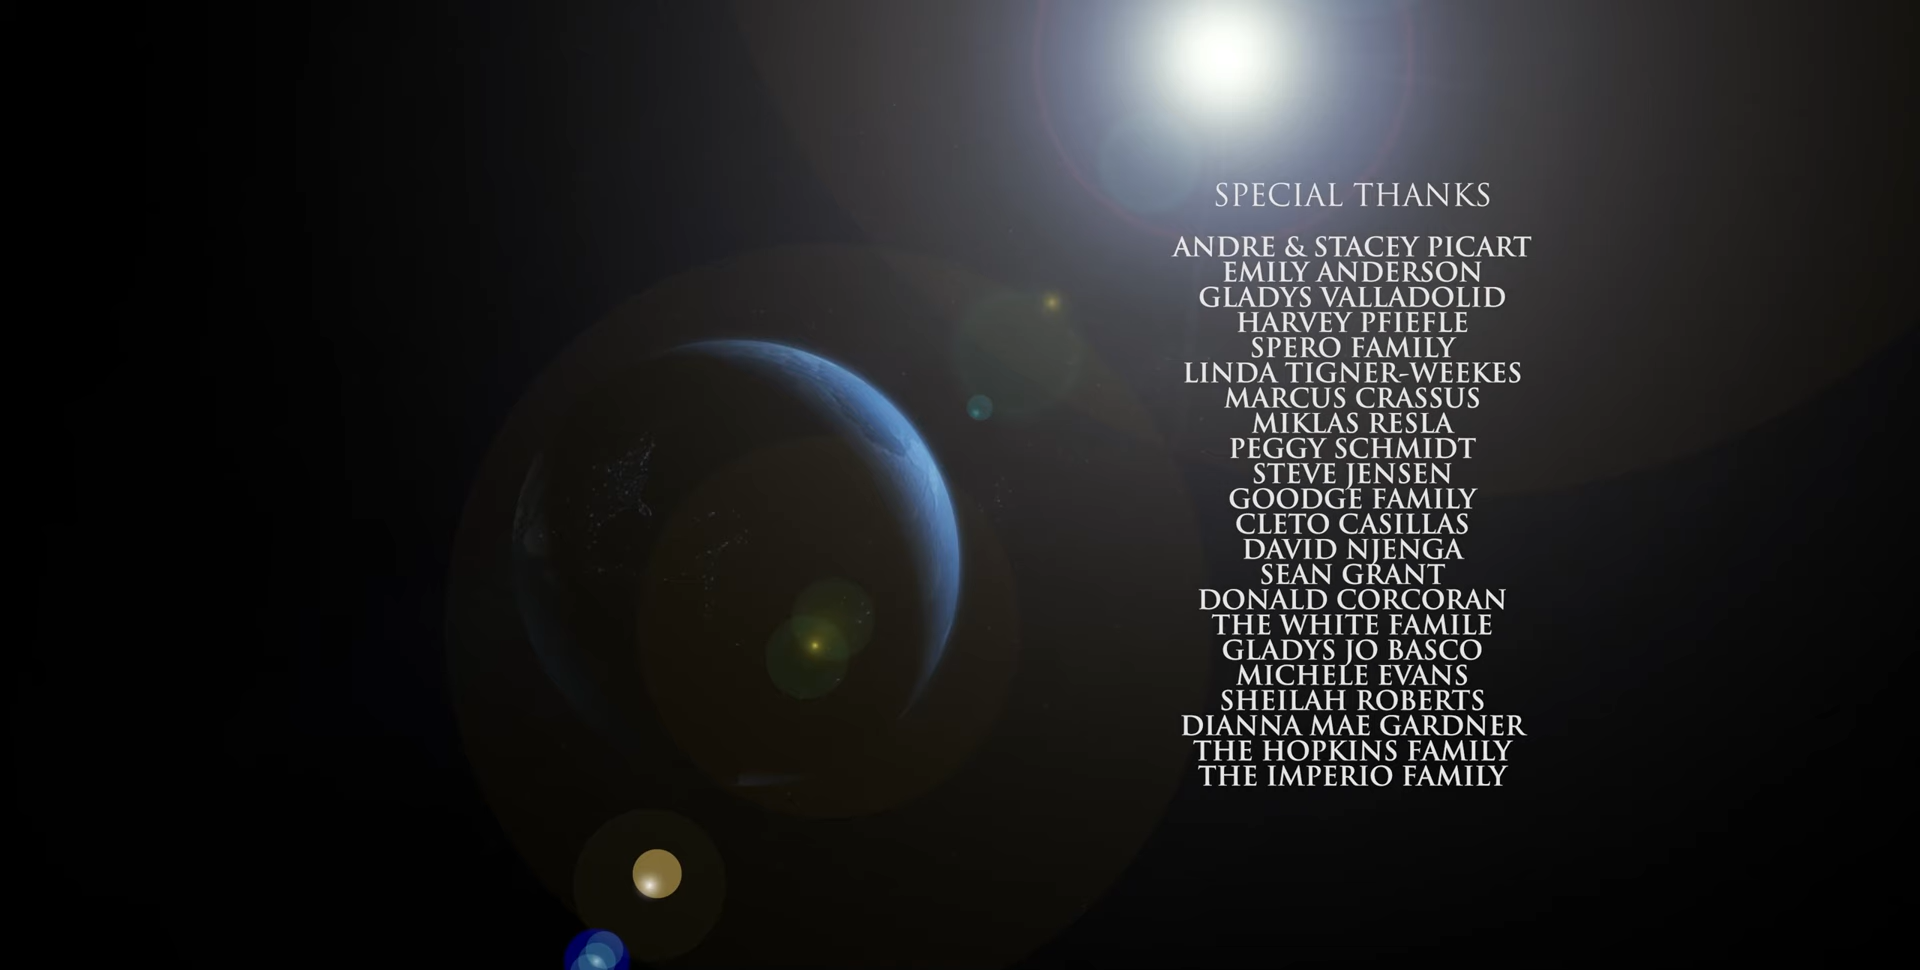 SPECIAL THANKS
ANDRE & STACEY PICART
EMILY ANDERSON
GLADYS VALLADOLID
HARVEY PFIEFLE
SPERO FAMILY
LINDA TIGNER-WEEKES
MARCUS CRASSUS
MIKLAS RESLA
PEGGY SCHMIDT
STEVE JENSEN
GOODGE FAMILY
CLETO CASILLAS
DAVID NJENGA
SEAN GRANT
DONALD CORCORAN
THE WHITE FAMILE
GLADYS JO BASCO
MICHELE EVANS
SHEILAH ROBERTS
DIANNA MAE GARDNER
THE HOPKINS FAMILY
THE IMPERIO FAMILY